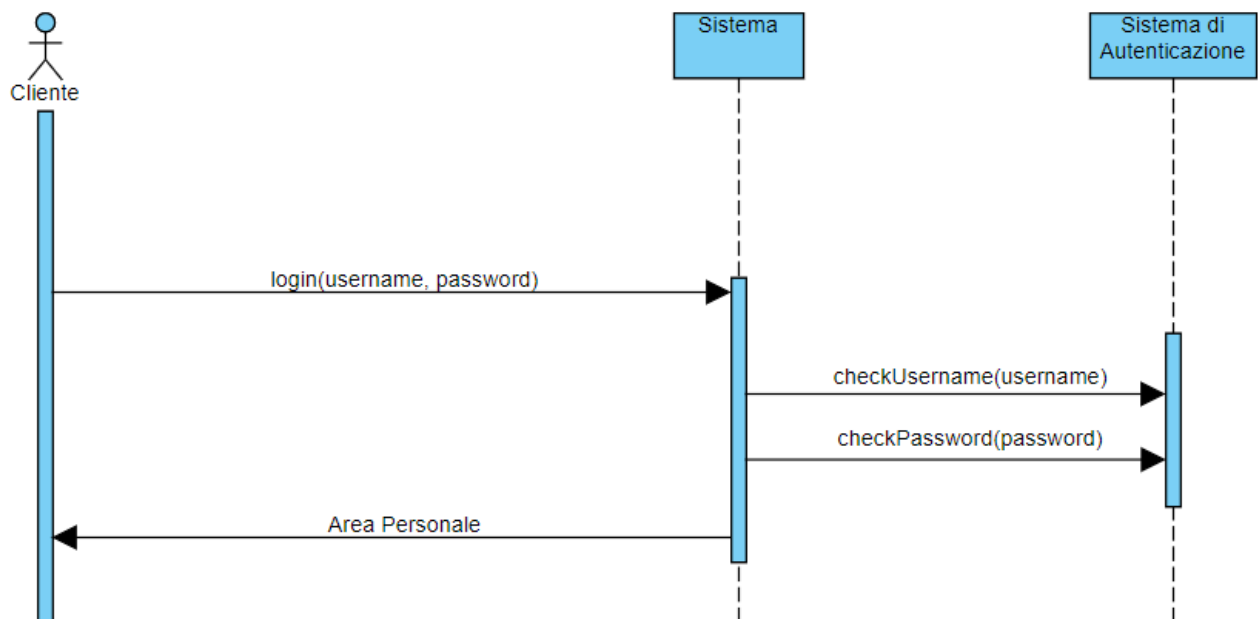 Cliente
Sistema
Sistema di
Autenticazione
login(username, password)
checkUsername(username)
checkPassword(password)
Area Personale